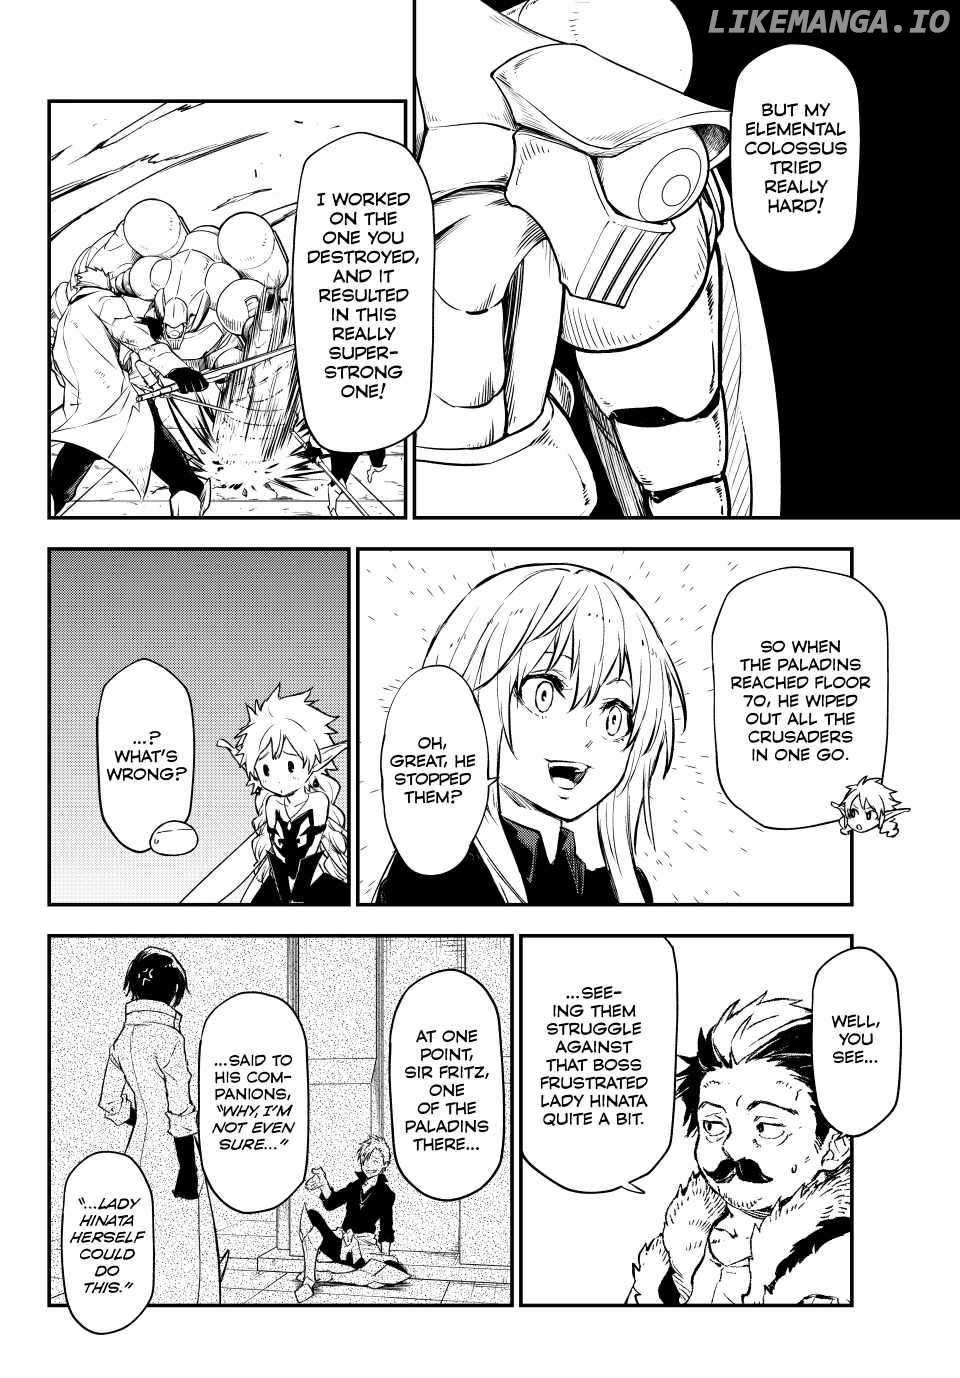 LIKEMANGA.IO
BUT MY
ELEMENTAL
COLOSSUS
TRIED
REALLY
HARD!
I WORKED
ON THE
ONE YOU
DESTROYED,
AND IT
RESULTED
IN THIS
REALLY
SUPER-
STRONG
ONE!
SO WHEN
THE PALADINS
REACHED FLOOR
70, HE WIPED
OUT ALL THE
CRUSADERS
IN ONE GO.
OH,
GREAT, HE
STOPPED
THEM?
...?
WHAT'S
WRONG?
WELL,
YOU
SEE...
...SEE-
ING THEM
STRUGGLE
AGAINST
THAT BOSS
FRUSTRATED
LADY HINATA
QUITE A BIT.
AT ONE
POINT,
SIR FRITZ,
ONE
OF THE
PALADINS
THERE...
...SAID TO
HIS COM-
PANIONS,
"WHY, I'M
NOT EVEN
SURE..."
"...LADY
HINATA
HERSELF
COULD
DO
THIS."